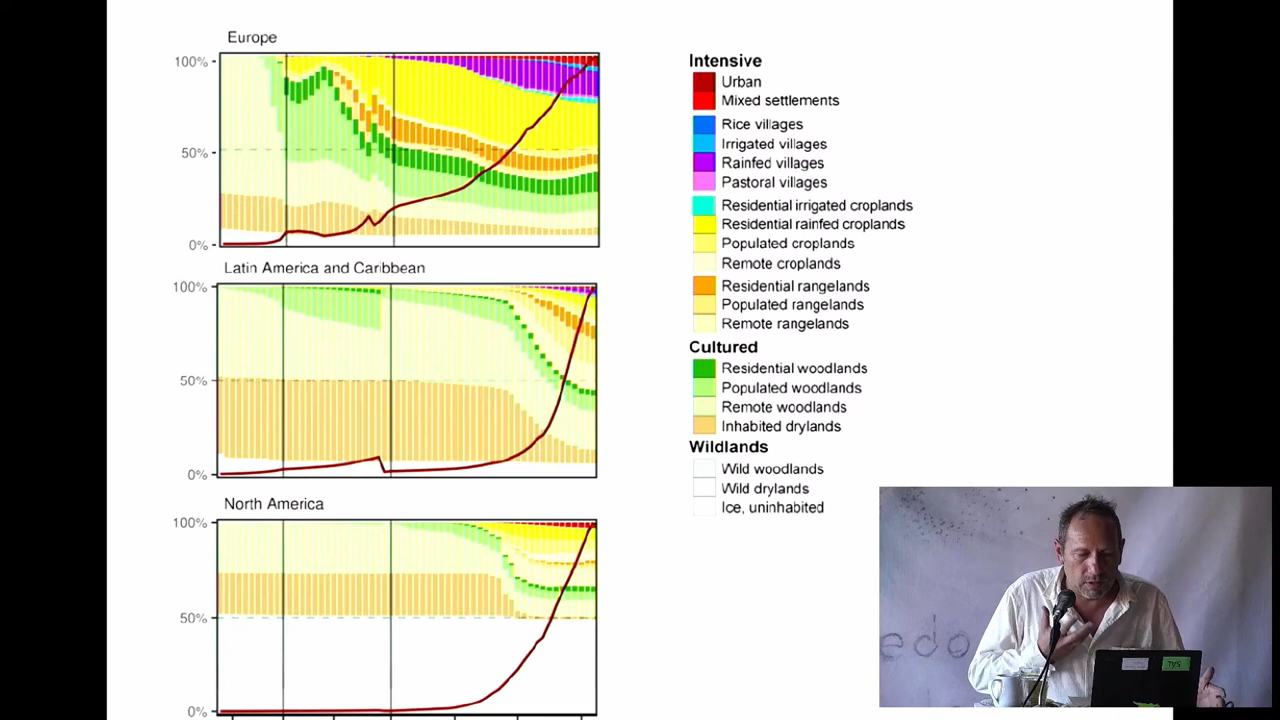 Europe
100%
50%
0%
Latin America and Caribbean
100%
50%
0%
North America
100%
50%
0%
Intensive
Urban
Mixed settlements
Rice villages
Irrigated villages
Rainfed villages
Pastoral villages
Residential irrigated croplands
Residential rainfed croplands
Populated croplands
Remote croplands
Residential rangelands
Populated rangelands
Remote rangelands
Cultured
Residential woodlands
Populated woodlands
Remote woodlands
Inhabited drylands
Wildlands
Wild woodlands
Wild drylands
Ice, uninhabited
edo